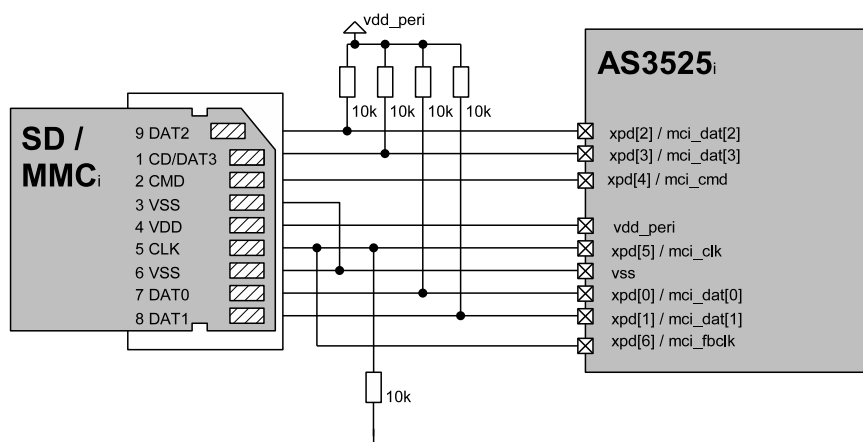 vdd_peri
10k
10k
10k
10k
SD /
MMCi
9 DAT2
1 CD/DAT3
2 CMD
3 VSS
4 VDD
5 CLK
6 VSS
7 DAT0
8 DAT1
AS3525i
xpd[2] / mci_dat[2]
xpd[3] / mci_dat[3]
xpd[4] / mci_cmd
vdd_peri
xpd[5] / mci_clk
vss
xpd[0] / mci_dat[0]
xpd[1] / mci_dat[1]
xpd[6] / mci_fbclk
10k